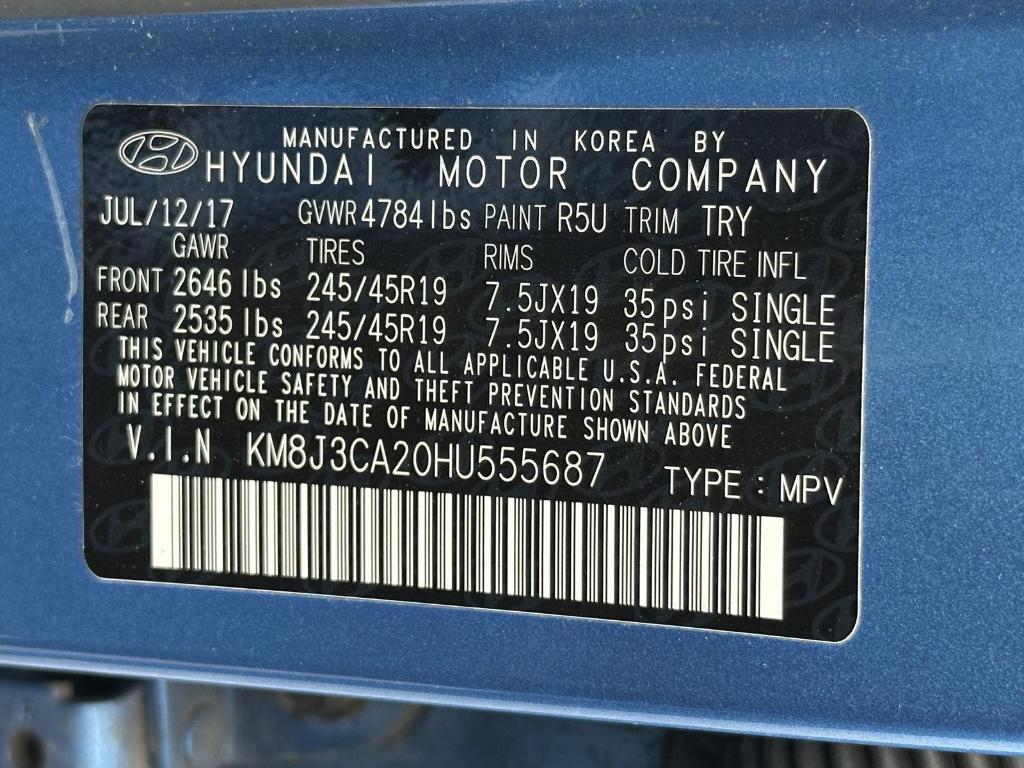 MANUFACTURED IN KOREA BY
HYUNDAI MOTOR COMPANY
JUL/12/17 GVWR 4784 lbs PAINT R5U TRIM TRY
GAWR TIRES RIMS COLD TIRE INFL
FRONT 2646 lbs 245/45R19 7.5JX19 35psi SINGLE
REAR 2535 lbs 245/45R19 7.5JX19 35psi SINGLE
THIS VEHICLE CONFORMS TO ALL APPLICABLE U.S.A. FEDERAL
MOTOR VEHICLE SAFETY AND THEFT PREVENTION STANDARDS
IN EFFECT ON THE DATE OF MANUFACTURE SHOWN ABOVE
V.I.N KM8J3CA20HU555687 TYPE : MPV